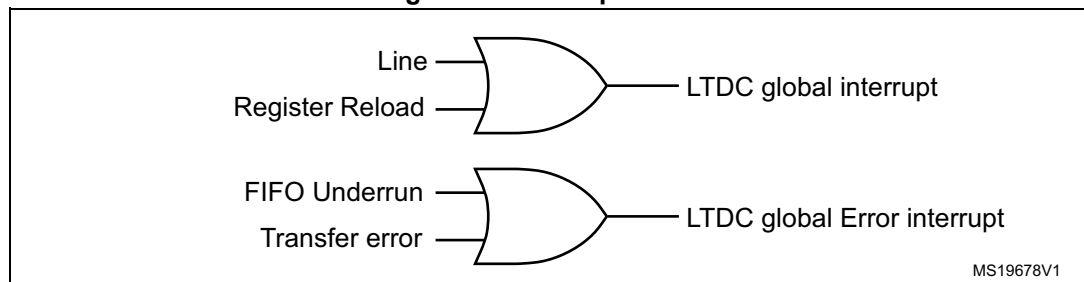 Line
Register Reload
LTDC global interrupt
FIFO Underrun
Transfer error
LTDC global Error interrupt
MS19678V1